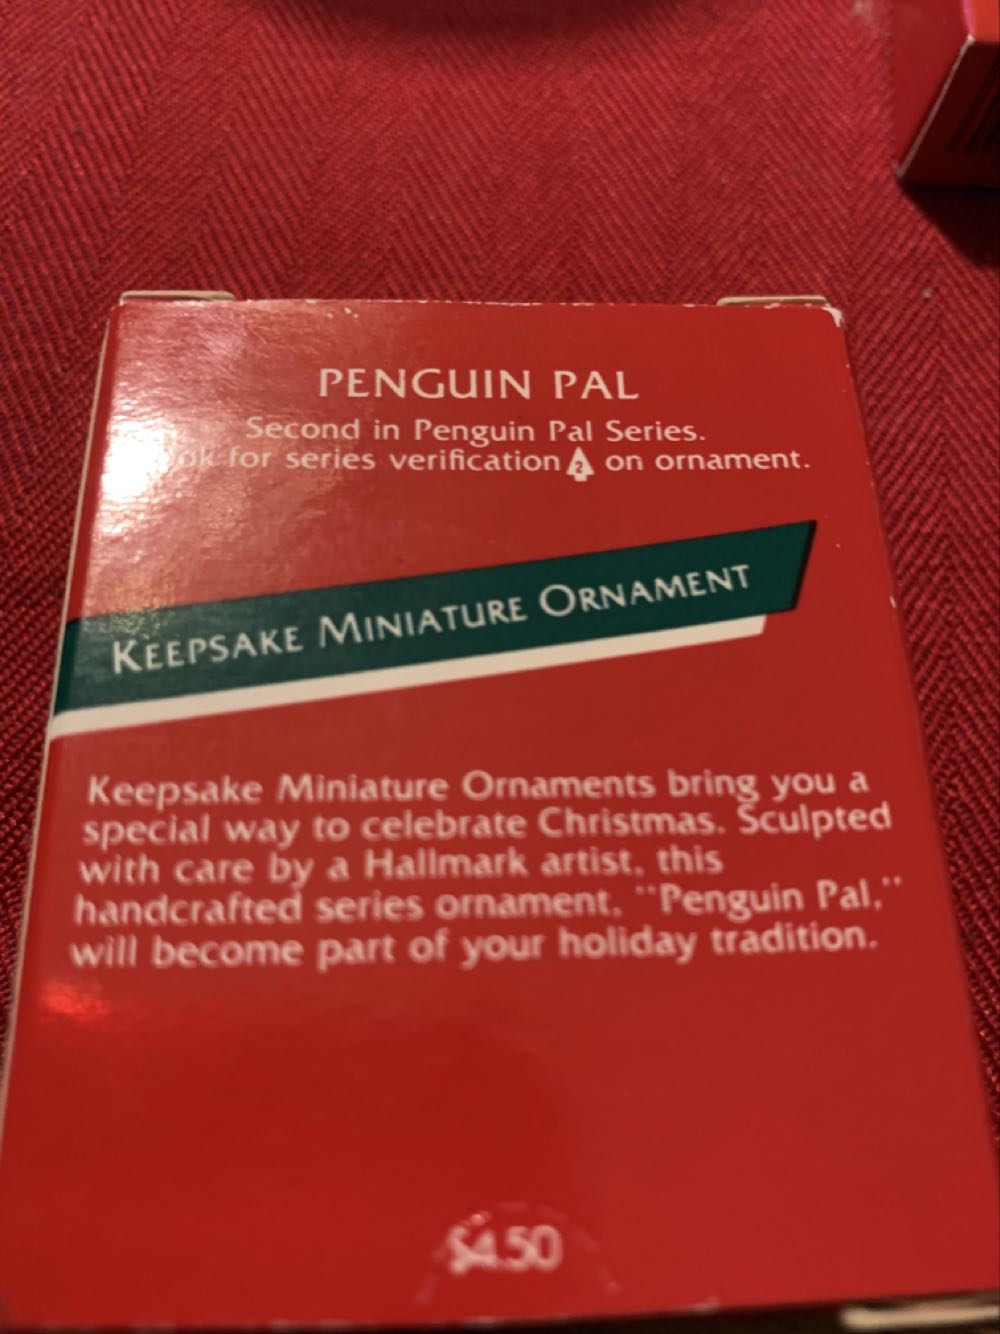 PENGUIN PAL
Second in Penguin Pal Series.
for series verification 2 on ornament.
KEEPSAKE MINIATURE ORNAMENT
Keepsake Miniature Ornaments bring you a
special way to celebrate Christmas. Sculpted
with care by a Hallmark artist, this
handcrafted series ornament, "Penguin Pal,"
will become part of your holiday tradition.
$4.50